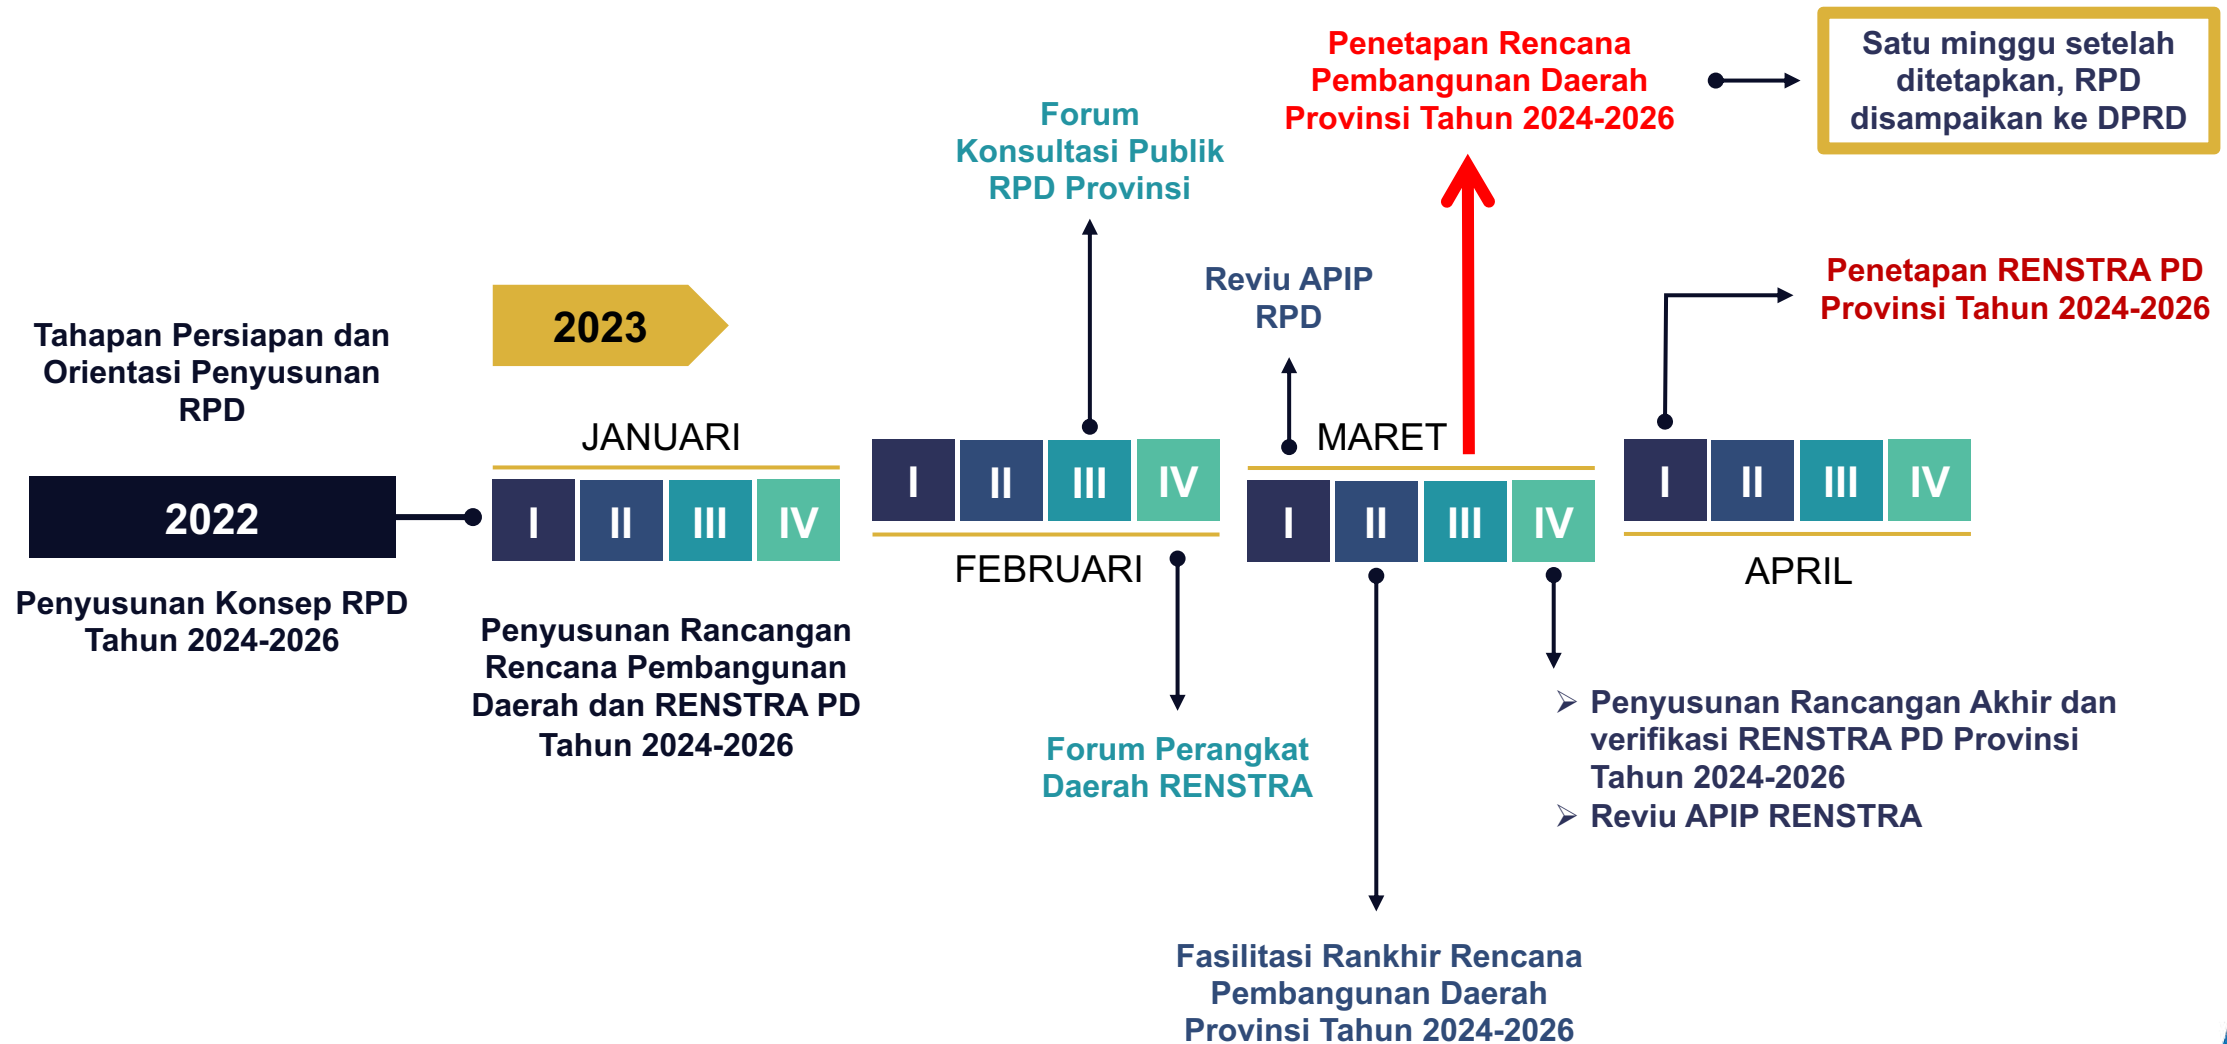 Tahapan Persiapan dan
Orientasi Penyusunan
RPD
2022
Penyusunan Konsep RPD
Tahun 2024-2026
2023
JANUARI
I II III IV
Penyusunan Rancangan
Rencana Pembangunan
Daerah dan RENSTRA PD
Tahun 2024-2026
Forum
Konsultasi Publik
RPD Provinsi
I II III IV
FEBRUARI
Forum Perangkat
Daerah RENSTRA
Reviu APIP
RPD
Penetapan Rencana
Pembangunan Daerah
Provinsi Tahun 2024-2026
Satu minggu setelah
ditetapkan, RPD
disampaikan ke DPRD
MARET
I II III IV
Fasilitasi Rankhir Rencana
Pembangunan Daerah
Provinsi Tahun 2024-2026
Penyusunan Rancangan Akhir dan
verifikasi RENSTRA PD Provinsi
Tahun 2024-2026
Reviu APIP RENSTRA
Penetapan RENSTRA PD
Provinsi Tahun 2024-2026
I II III IV
APRIL